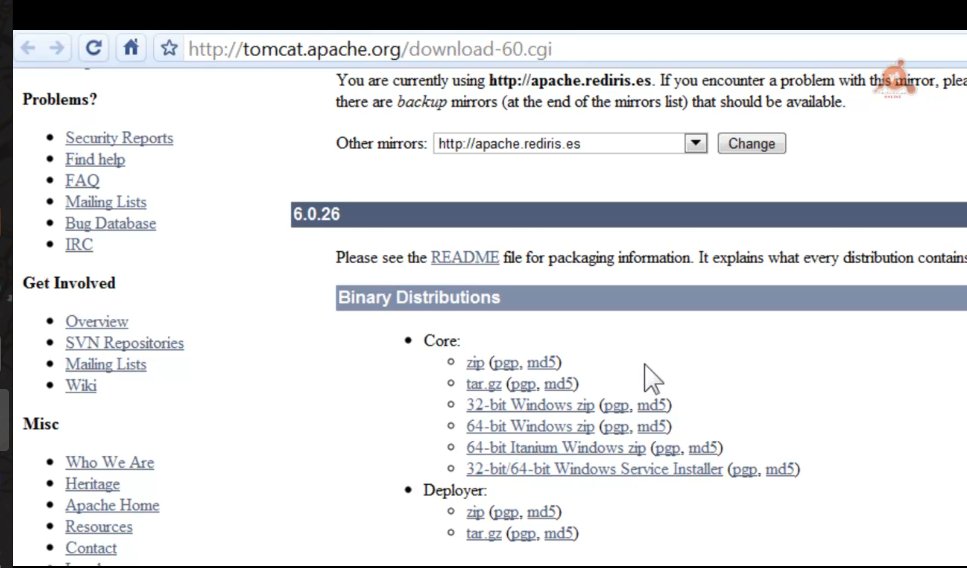 http://tomcat.apache.org/download-60.cgi
Problems?
Security Reports
Find help
FAQ
Mailing Lists
Bug Database
IRC
Get Involved
Overview
SVN Repositories
Mailing Lists
Wiki
Misc
Who We Are
Heritage
Apache Home
Resources
Contact
You are currently using http://apache.rediris.es. If you encounter a problem with this mirror,
there are backup mirrors (at the end of the mirrors list) that should be available.
Other mirrors: http://apache.rediris.es Change
6.0.26
Please see the README file for packaging information. It explains what every distribution contains
Binary Distributions
Core:
zip (pgp, md5)
tar.gz (pgp, md5)
32-bit Windows zip (pgp, md5)
64-bit Windows zip (pgp, md5)
64-bit Itanium Windows zip (pgp, md5)
32-bit/64-bit Windows Service Installer (pgp, md5)
Deployer:
zip (pgp, md5)
tar.gz (pgp, md5)